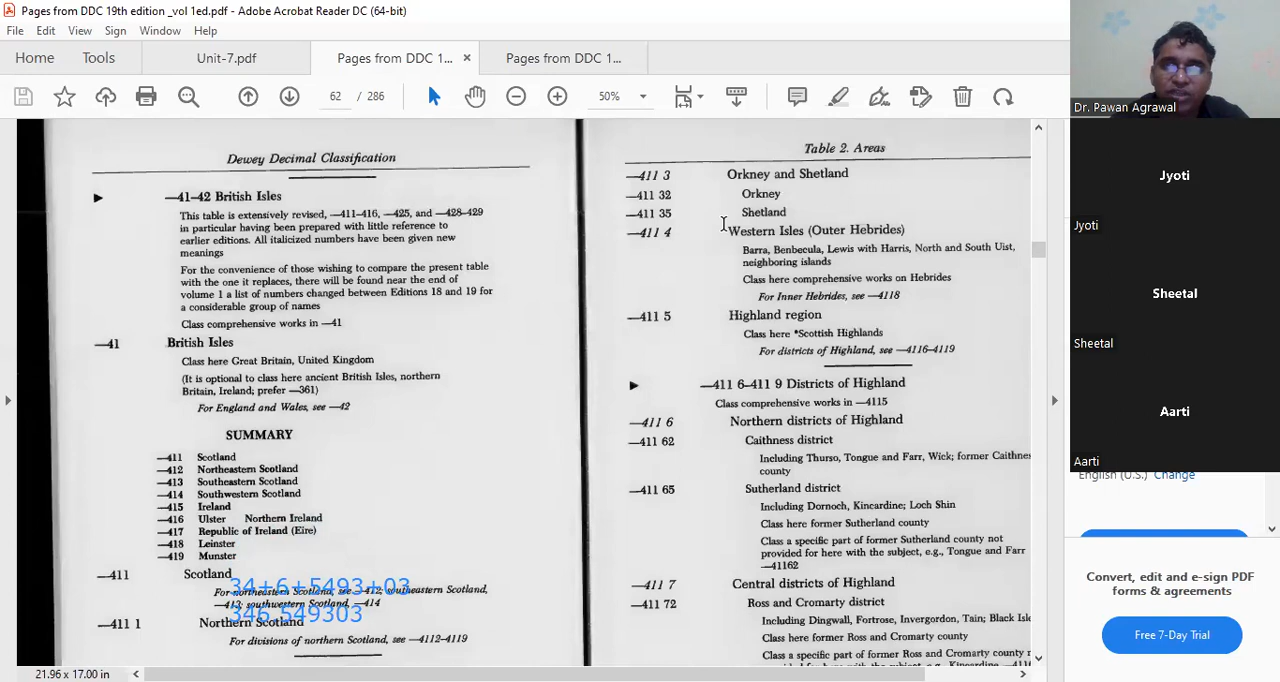 Pages from DDC 19th edition _vol 1ed.pdf - Adobe Acrobat Reader DC (64-bit)
File Edit View Sign Window Help
Home Tools Unit-7.pdf Pages from DDC 1... × Pages from DDC 1...
62 / 286 50%
Dewey Decimal Classification
—41-42 British Isles
This table is extensively revised, —411-416, —425, and —428-429
in particular having been prepared with little reference to
earlier editions. All italicized numbers have been given new
meanings
For the convenience of those wishing to compare the present table
with the one it replaces, there will be found near the end of
volume 1 a list of numbers changed between Editions 18 and 19 for
a considerable group of names
Class comprehensive works in —41
—41 British Isles
Class here Great Britain, United Kingdom
(It is optional to class here ancient British Isles, northern
Britain, Ireland; prefer —361)
For England and Wales, see —42
SUMMARY
—411 Scotland
—412 Northeastern Scotland
—413 Southeastern Scotland
—414 Southwestern Scotland
—415 Ireland
—416 Ulster Northern Ireland
—417 Republic of Ireland (Eire)
—418 Leinster
—419 Munster
—411 Scotland
34+6+5493+03
For northeastern Scotland, see —412; southeastern Scotland,
—413; southwestern Scotland, —414
346.549303
—411 1 Northern Scotland
For divisions of northern Scotland, see —4112-4119
Table 2. Areas
—411 3 Orkney and Shetland
—411 32 Orkney
—411 35 Shetland
—411 4 Western Isles (Outer Hebrides)
Barra, Benbecula, Lewis with Harris, North and South Uist,
neighboring islands
Class here comprehensive works on Hebrides
For Inner Hebrides, see —4118
—411 5 Highland region
Class here *Scottish Highlands
For districts of Highland, see —4116-4119
—411 6-411 9 Districts of Highland
Class comprehensive works in —4115
—411 6 Northern districts of Highland
—411 62 Caithness district
Including Thurso, Tongue and Farr, Wick; former Caithnes
county
—411 65 Sutherland district
Including Dornoch, Kincardine; Loch Shin
Class here former Sutherland county
Class a specific part of former Sutherland county not
provided for here with the subject, e.g., Tongue and Farr
—41162
—411 7 Central districts of Highland
—411 72 Ross and Cromarty district
Including Dingwall, Fortrose, Invergordon, Tain; Black Isle
Class here former Ross and Cromarty county
Class a specific part of former Ross and Cromarty county
21.96 x 17.00 in
Dr. Pawan Agrawal
Jyoti
Jyoti
Sheetal
Sheetal
Aarti
Aarti
English (U.S.) Change
Convert, edit and e-sign PDF
forms & agreements
Free 7-Day Trial